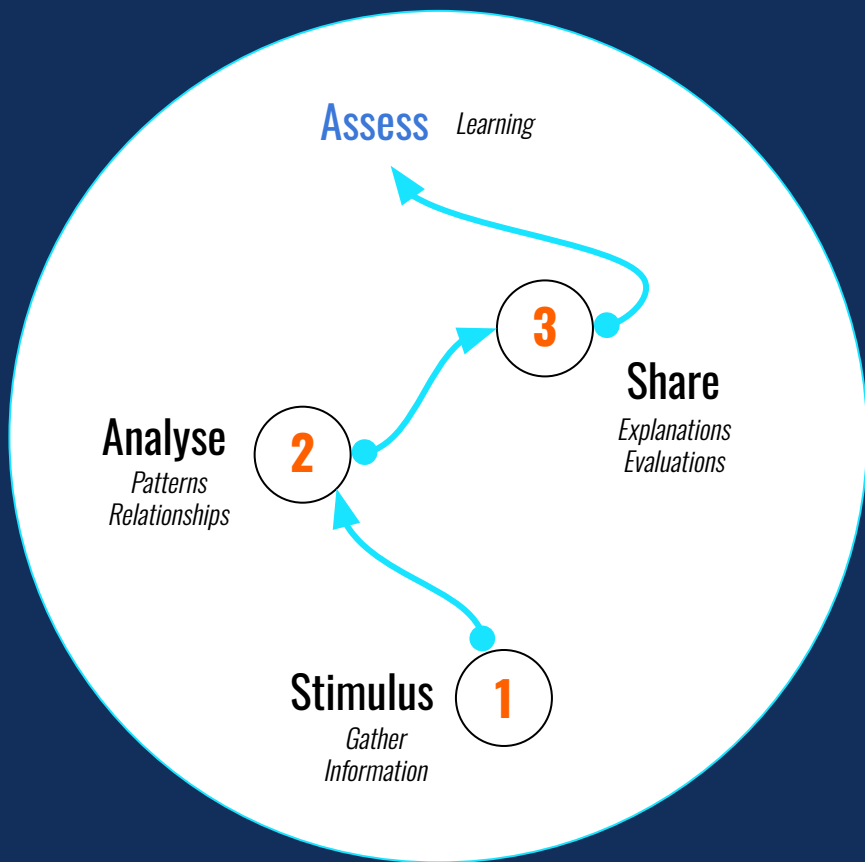 Assess Learning
3
Share
Explanations
Evaluations
Analyse
2
Patterns
Relationships
Stimulus
1
Gather
Information